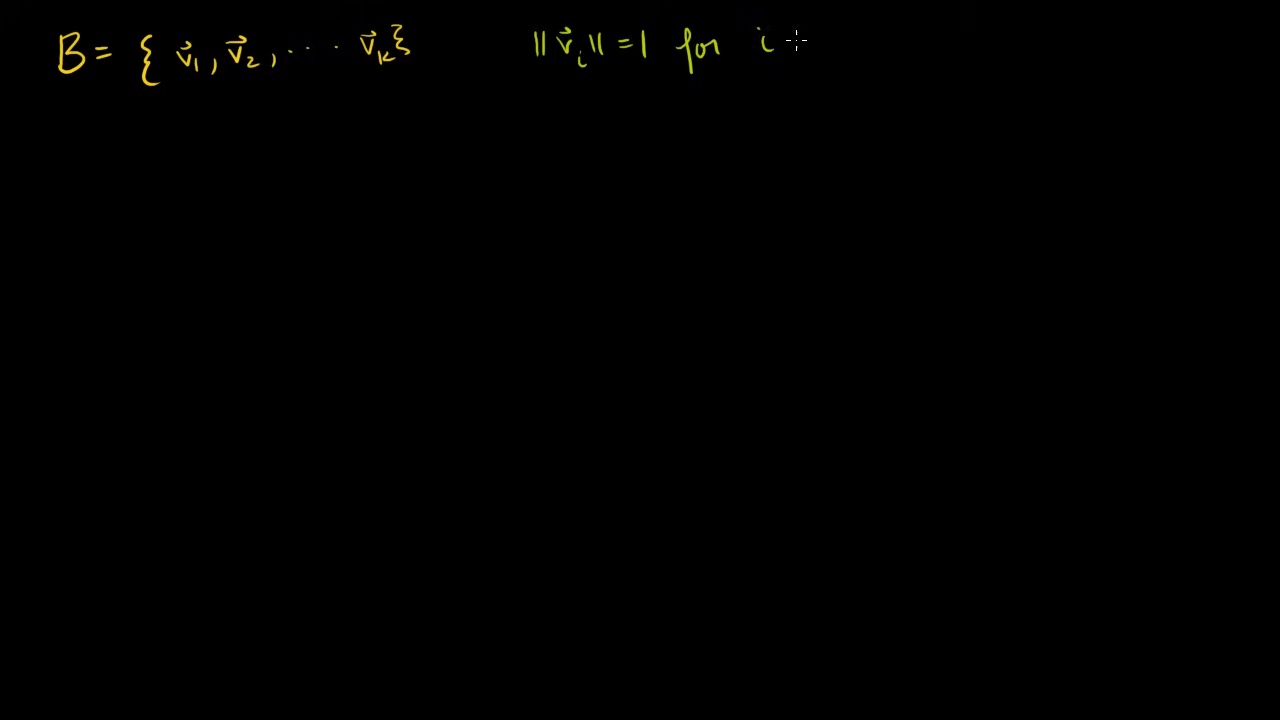 B = { v⃗₁, v⃗₂, ... v⃗ₖ} ||v⃗ᵢ|| = 1 for i